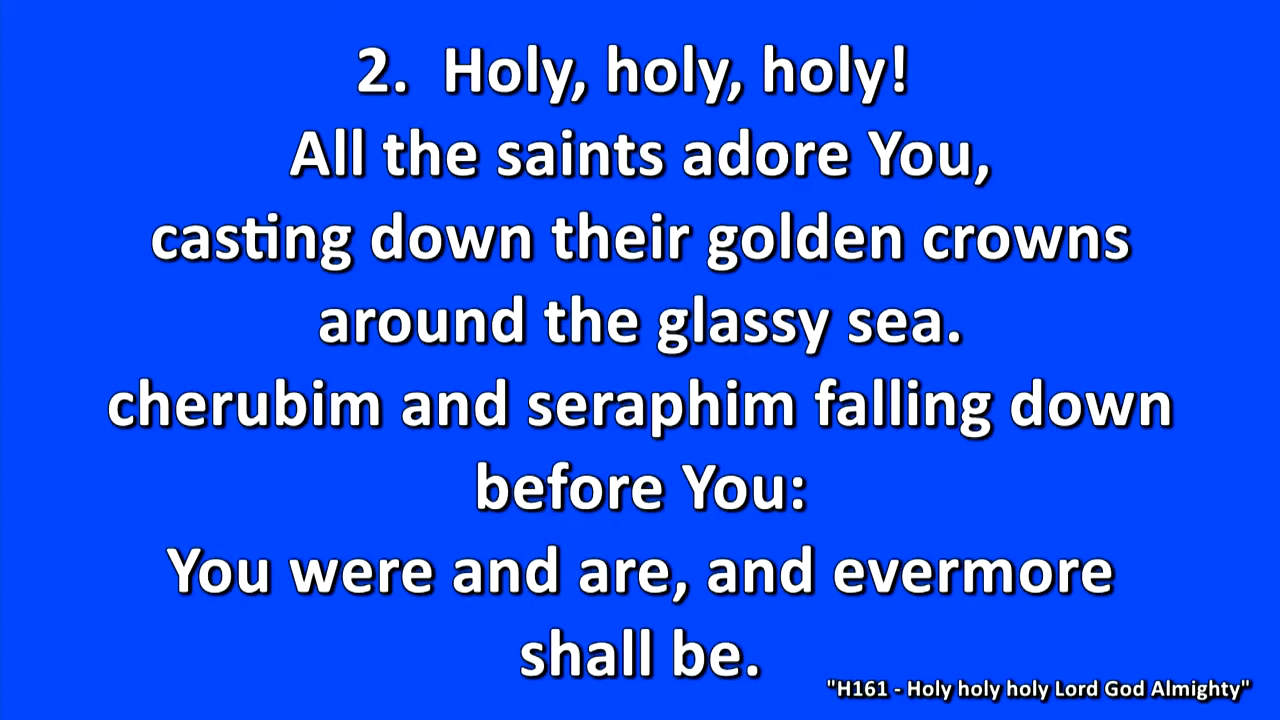 2. Holy, holy, holy!
All the saints adore You,
casting down their golden crowns
around the glassy sea.
cherubim and seraphim falling down
before You:
You were and are, and evermore
shall be.
"H161 - Holy holy holy Lord God Almighty"